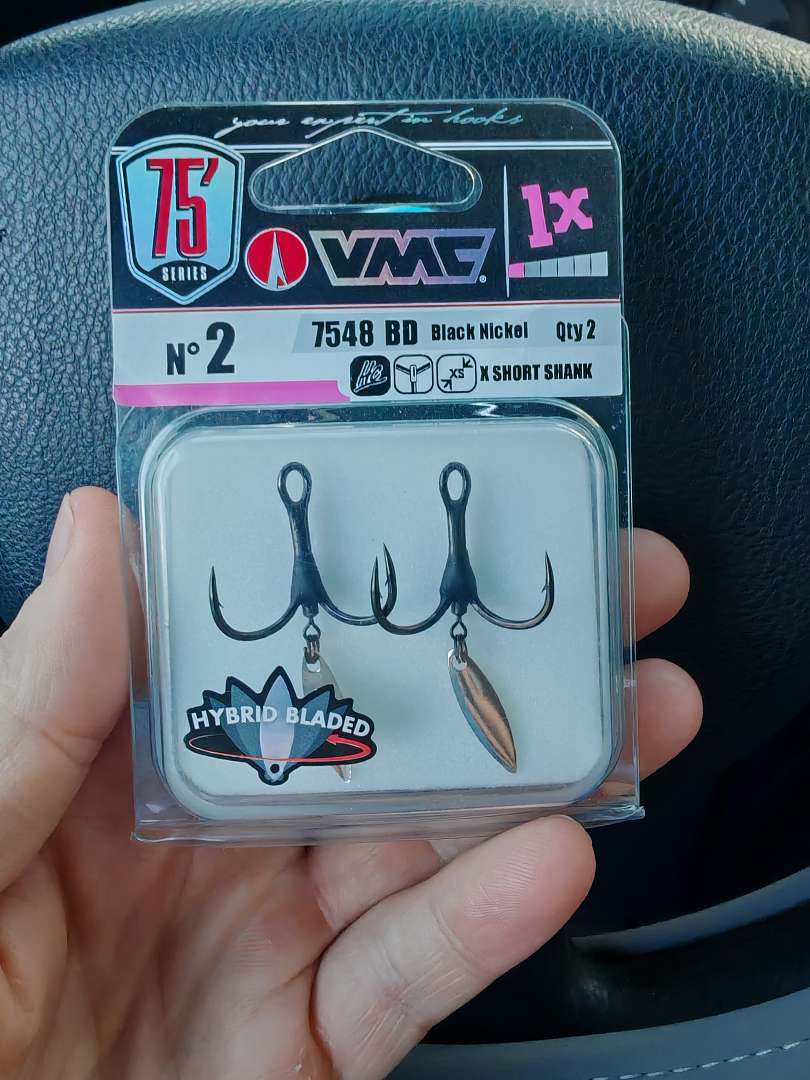 your expert in hooks
75'
SERIES
VMC®
1x
N° 2
7548 BD Black Nickel Qty 2
XS X SHORT SHANK
HYBRID BLADED